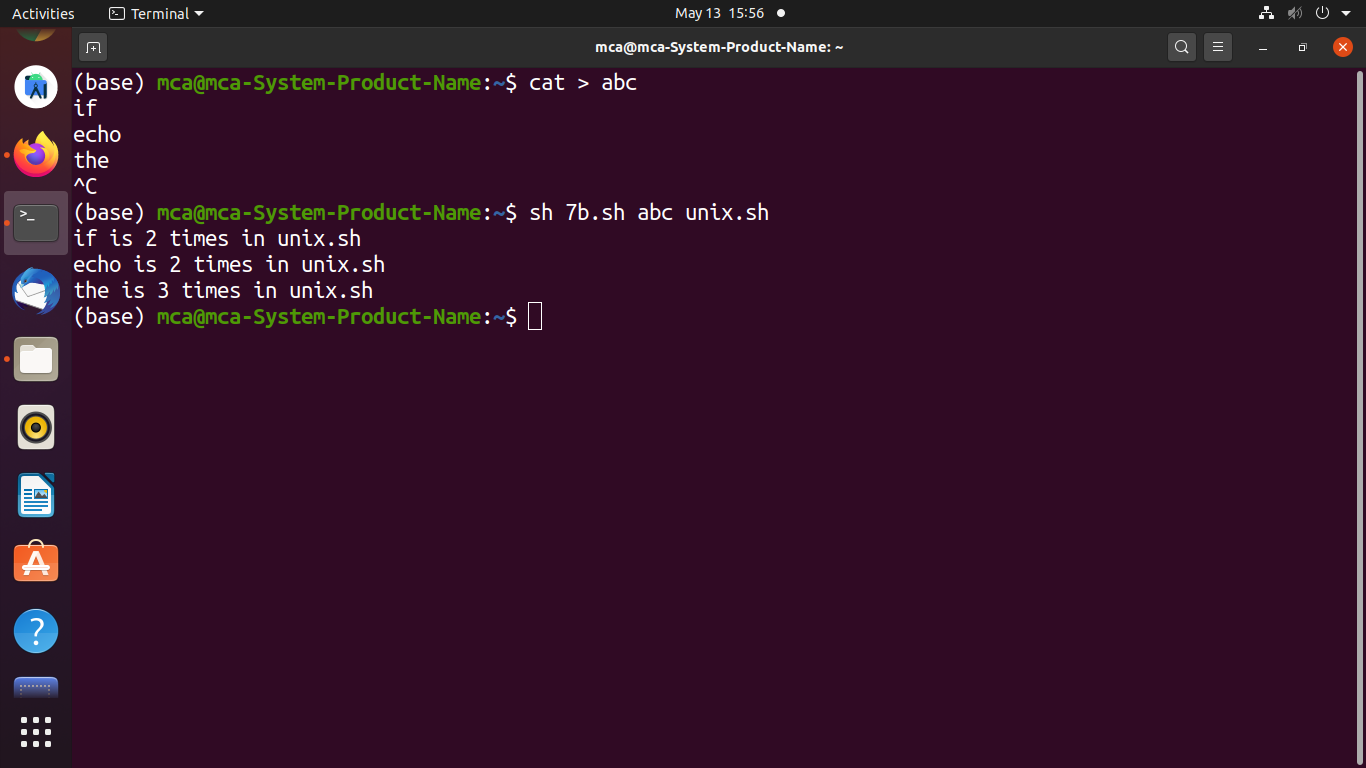 Activities Terminal May 13 15:56
mca@mca-System-Product-Name: ~
(base) mca@mca-System-Product-Name:~$ cat > abc
if
echo
the
^C
(base) mca@mca-System-Product-Name:~$ sh 7b.sh abc unix.sh
if is 2 times in unix.sh
echo is 2 times in unix.sh
the is 3 times in unix.sh
(base) mca@mca-System-Product-Name:~$